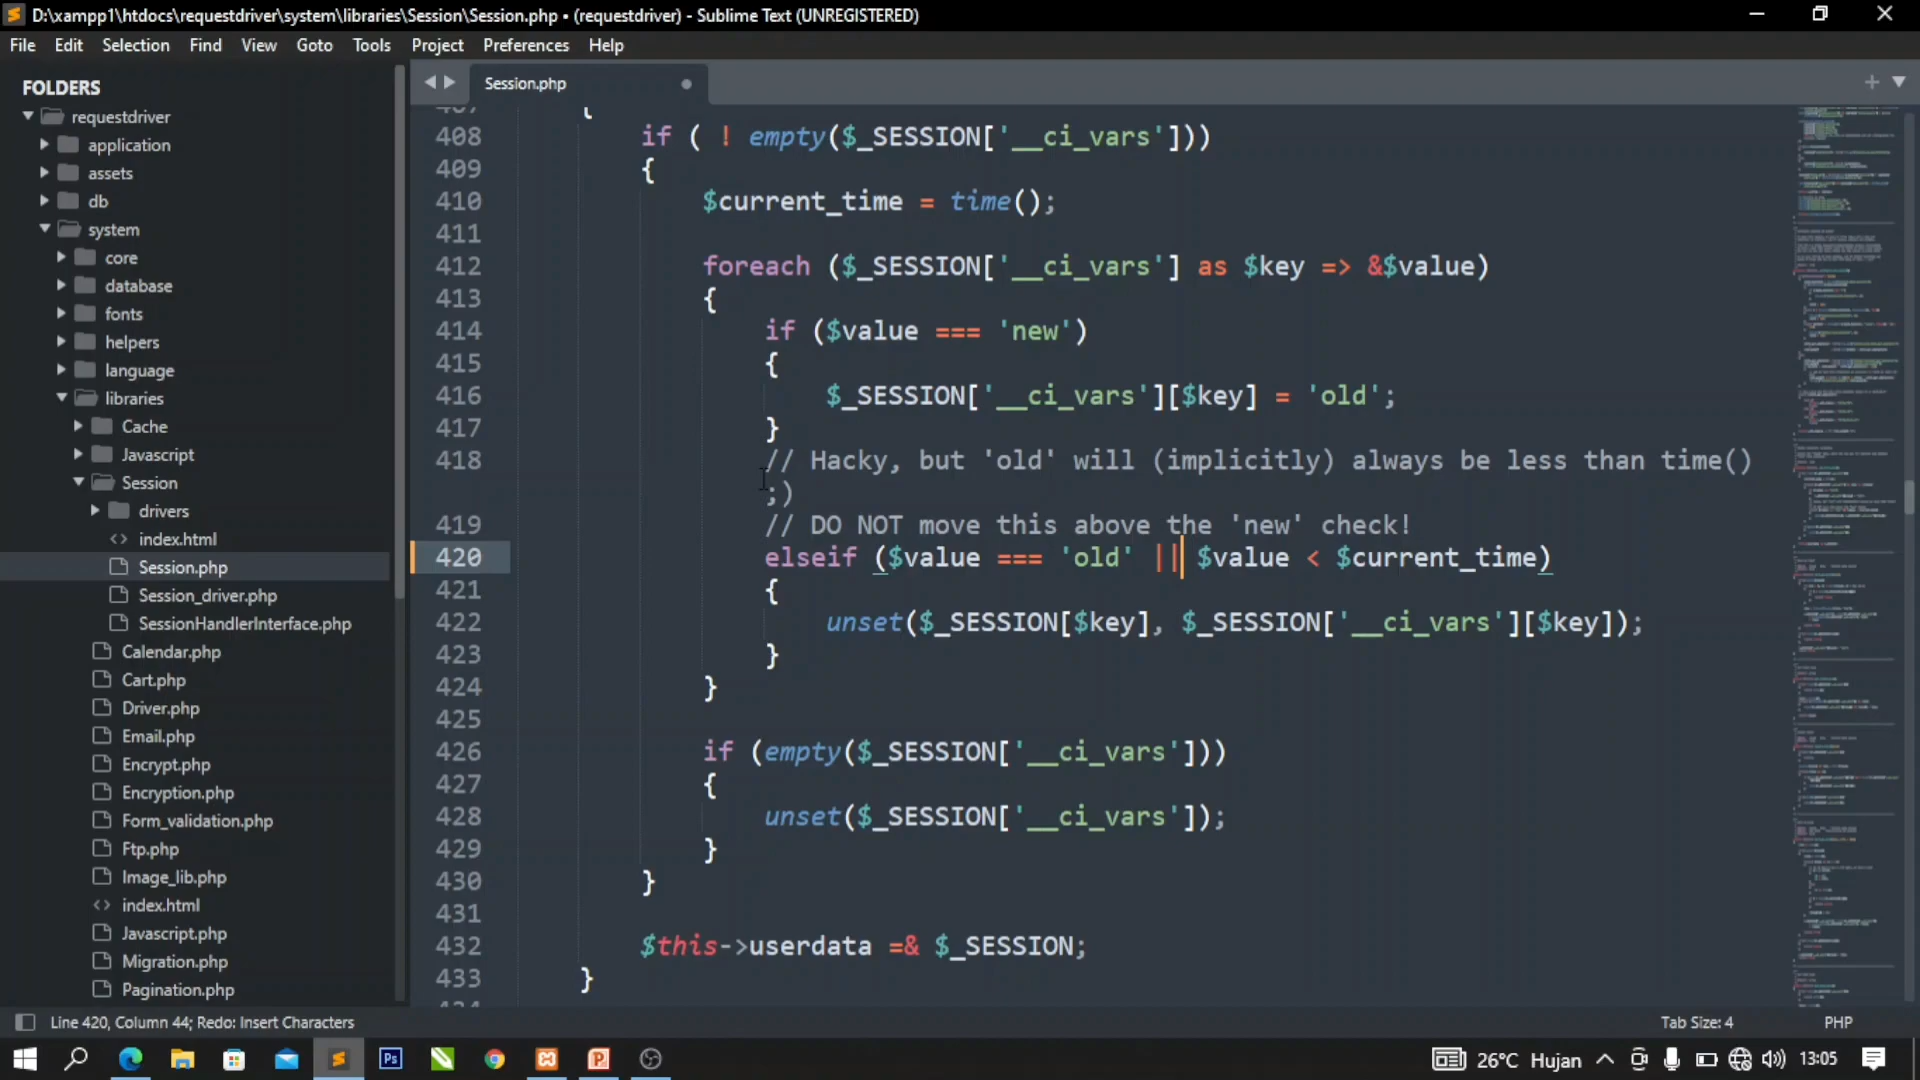 D:\xampp1\htdocs\requestdriver\system\libraries\Session\Session.php • (requestdriver) - Sublime Text (UNREGISTERED)
File Edit Selection Find View Goto Tools Project Preferences Help
FOLDERS
requestdriver
application
assets
db
system
core
database
fonts
helpers
language
libraries
Cache
Javascript
Session
drivers
index.html
Session.php
Session_driver.php
SessionHandlerInterface.php
Calendar.php
Cart.php
Driver.php
Email.php
Encrypt.php
Encryption.php
Form_validation.php
Ftp.php
Image_lib.php
index.html
Javascript.php
Migration.php
Pagination.php
Session.php
407 {
408 if ( ! empty($_SESSION['__ci_vars']))
409 {
410 $current_time = time();
411
412 foreach ($_SESSION['__ci_vars'] as $key => &$value)
413 {
414 if ($value === 'new')
415 {
416 $_SESSION['__ci_vars'][$key] = 'old';
417 }
418 // Hacky, but 'old' will (implicitly) always be less than time()
;)
419 // DO NOT move this above the 'new' check!
420 elseif ($value === 'old' || $value < $current_time)
421 {
422 unset($_SESSION[$key], $_SESSION['__ci_vars'][$key]);
423 }
424 }
425
426 if (empty($_SESSION['__ci_vars']))
427 {
428 unset($_SESSION['__ci_vars']);
429 }
430 }
431
432 $this->userdata =& $_SESSION;
433 }
Line 420, Column 44; Redo: Insert Characters
Tab Size: 4
PHP
26°C Hujan
13:05